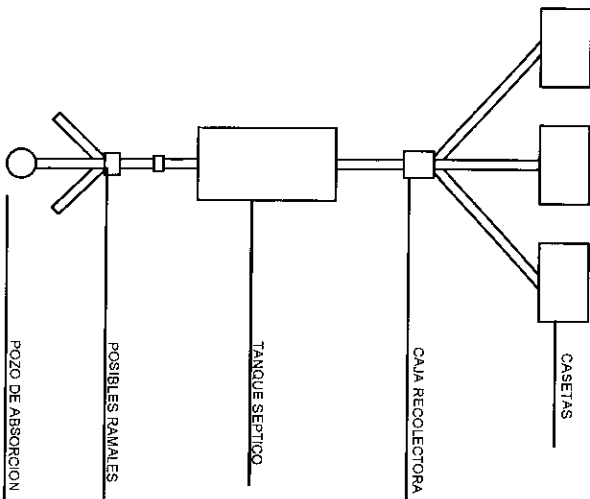 CASETAS
CAJA RECOLECTORA
TANQUE SEPTICO
POSIBLES RAMALES
POZO DE ABSORCION